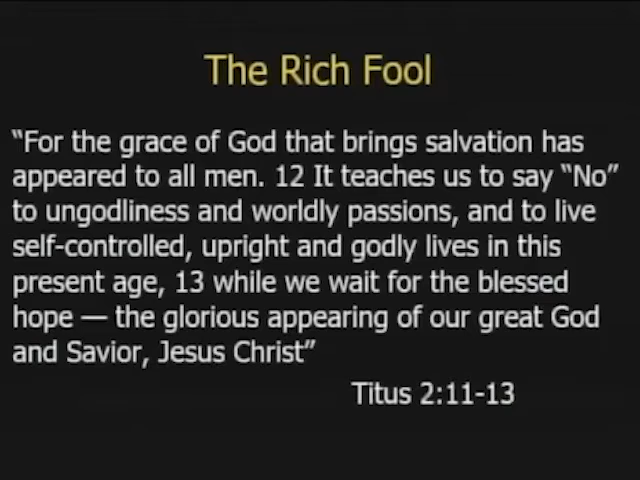 The Rich Fool
“For the grace of God that brings salvation has
appeared to all men. 12 It teaches us to say “No”
to ungodliness and worldly passions, and to live
self-controlled, upright and godly lives in this
present age, 13 while we wait for the blessed
hope — the glorious appearing of our great God
and Savior, Jesus Christ”
Titus 2:11-13